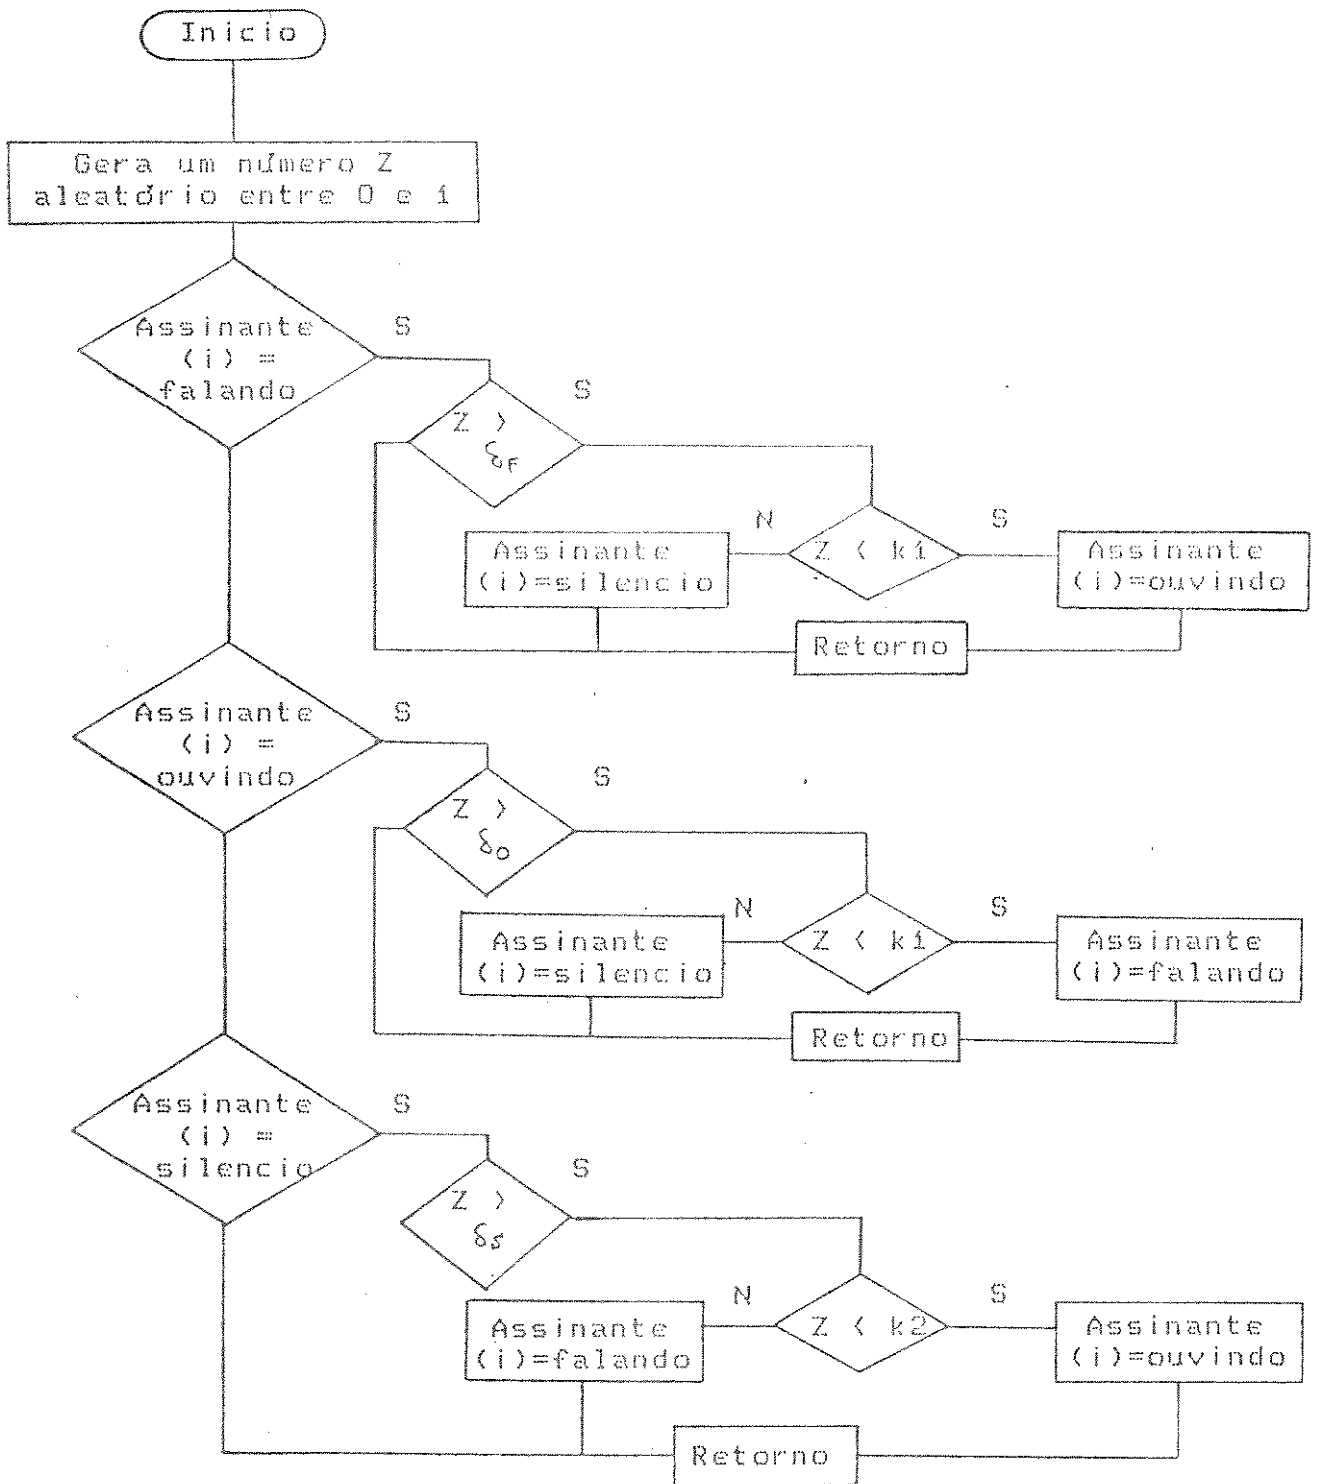 Inicio
Gera um número Z
aleatório entre 0 e 1
Assinante
(i) =
falando
S
Z >
δF
S
Z < k1
N
S
Assinante
(i)=silencio
Assinante
(i)=ouvindo
Retorno
Assinante
(i) =
ouvindo
S
Z >
δO
S
Z < k1
N
S
Assinante
(i)=silencio
Assinante
(i)=falando
Retorno
Assinante
(i) =
silencio
S
Z >
δS
S
Z < k2
N
S
Assinante
(i)=falando
Assinante
(i)=ouvindo
Retorno